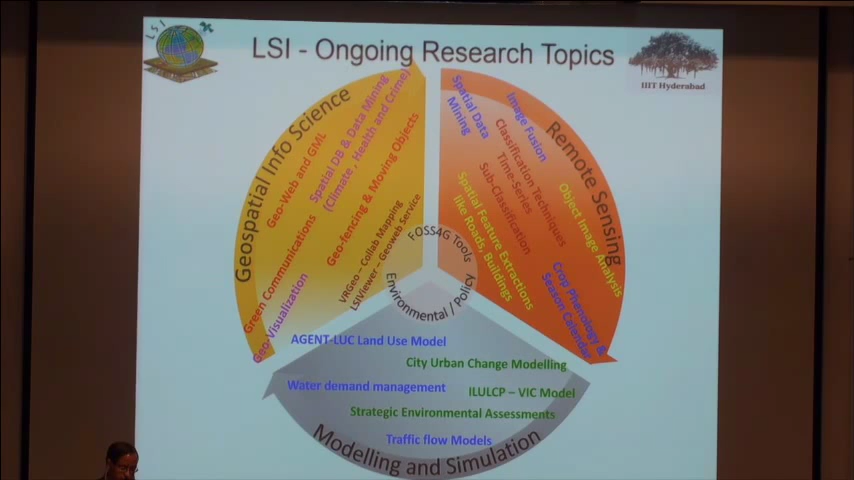 LSI
LSI - Ongoing Research Topics
IIIT Hyderabad
Geospatial Info Science
Geo-Web and GML
Spatial DB & Data Mining
(Climate , Health and Crime)
Green Communications
Geo-fencing & Moving Objects
Geo-Visualization
VRGeo – Collab Mapping
LSIViewer – Geoweb Service
Remote Sensing
Spatial Data
Mining
Image Fusion
Classification Techniques
Time-Series
Sub-Classification
Object Image Analysis
Spatial Feature Extractions
like Roads, Buildings
Crop Phenology &
Season Calendar
FOSS4G Tools
Environmental / Policy
AGENT-LUC Land Use Model
City Urban Change Modelling
Water demand management
ILULCP – VIC Model
Strategic Environmental Assessments
Traffic flow Models
Modelling and Simulation